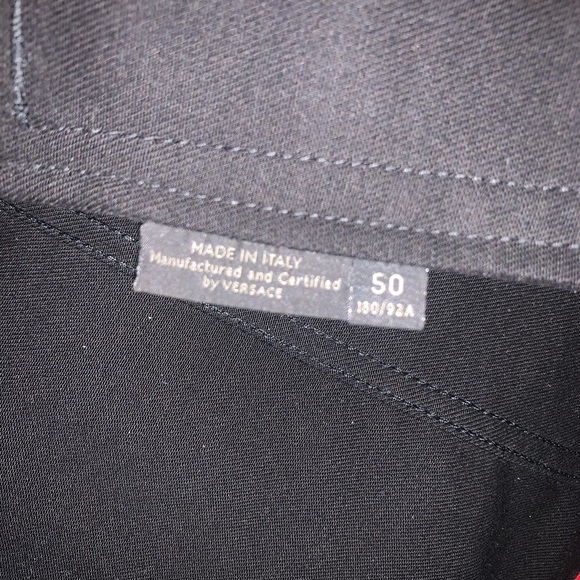 MADE IN ITALY
Manufactured and Certified
by VERSACE
50
180/92A